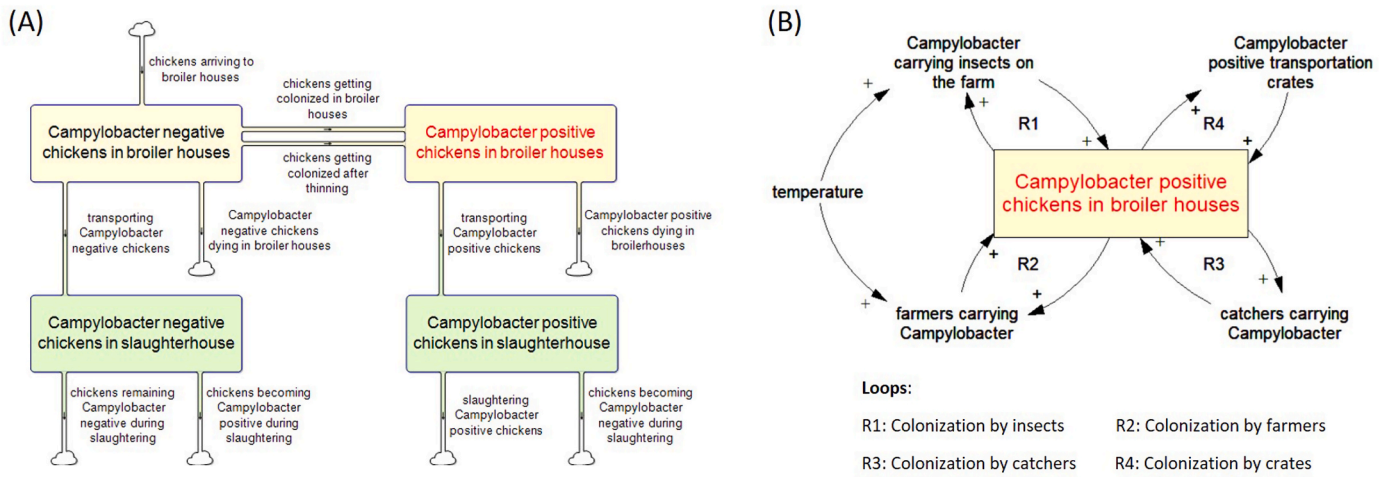 (A)
chickens arriving to
broiler houses
chickens getting
colonized in broiler
houses
Campylobacter negative
chickens in broiler houses
Campylobacter positive
chickens in broiler houses
chickens getting
colonized after
thinning
transporting
Campylobacter
negative chickens
Campylobacter
negative chickens
dying in broiler houses
transporting
Campylobacter
positive chickens
Campylobacter positive
chickens dying in
broilerhouses
Campylobacter negative
chickens in slaughterhouse
Campylobacter positive
chickens in slaughterhouse
chickens remaining
Campylobacter
negative during
slaughtering
chickens becoming
Campylobacter
positive during
slaughtering
slaughtering
Campylobacter
positive chickens
chickens becoming
Campylobacter
negative during
slaughtering
(B)
Campylobacter
carrying insects on
the farm
Campylobacter
positive transportation
crates
+
+
+
+
+
R1
R4
temperature
Campylobacter positive
chickens in broiler houses
R2
R3
+
+
+
+
+
farmers carrying
Campylobacter
catchers carrying
Campylobacter
Loops:
R1: Colonization by insects
R2: Colonization by farmers
R3: Colonization by catchers
R4: Colonization by crates